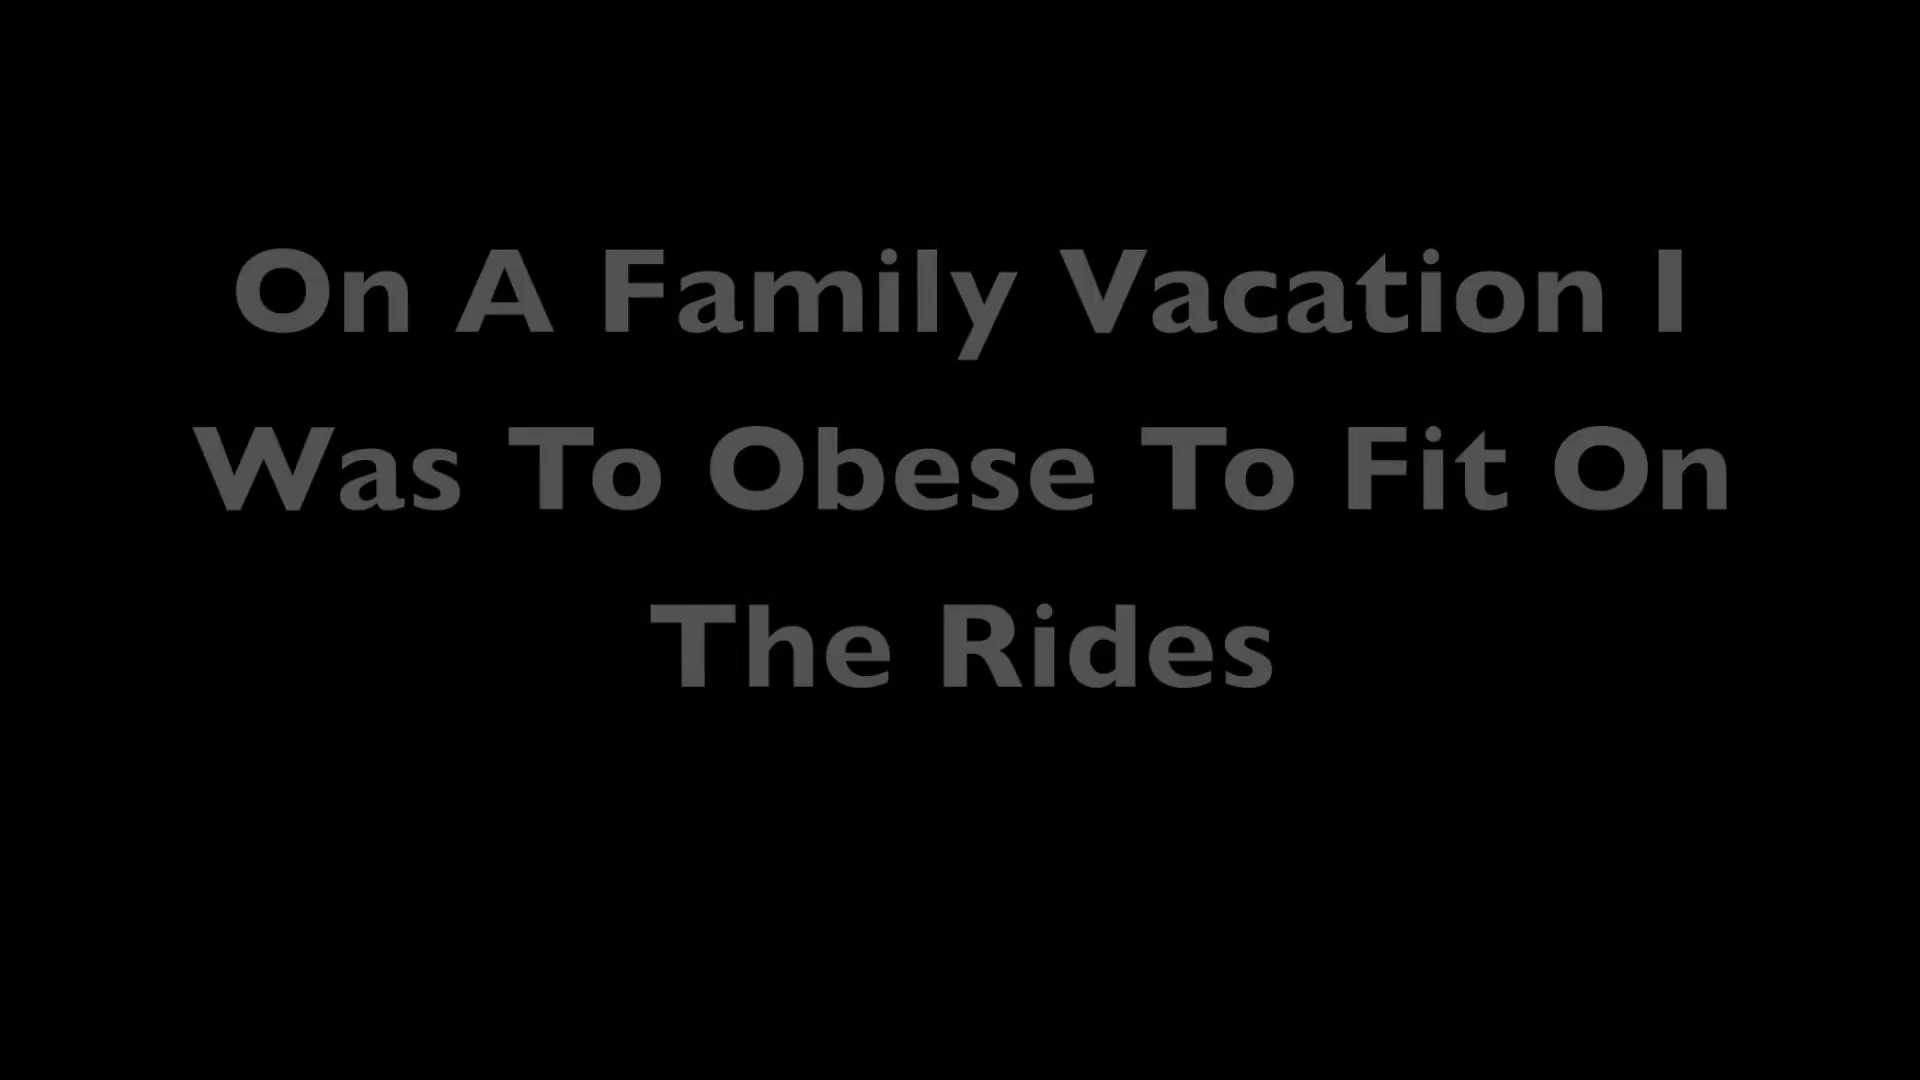 On A Family Vacation I
Was To Obese To Fit On
The Rides